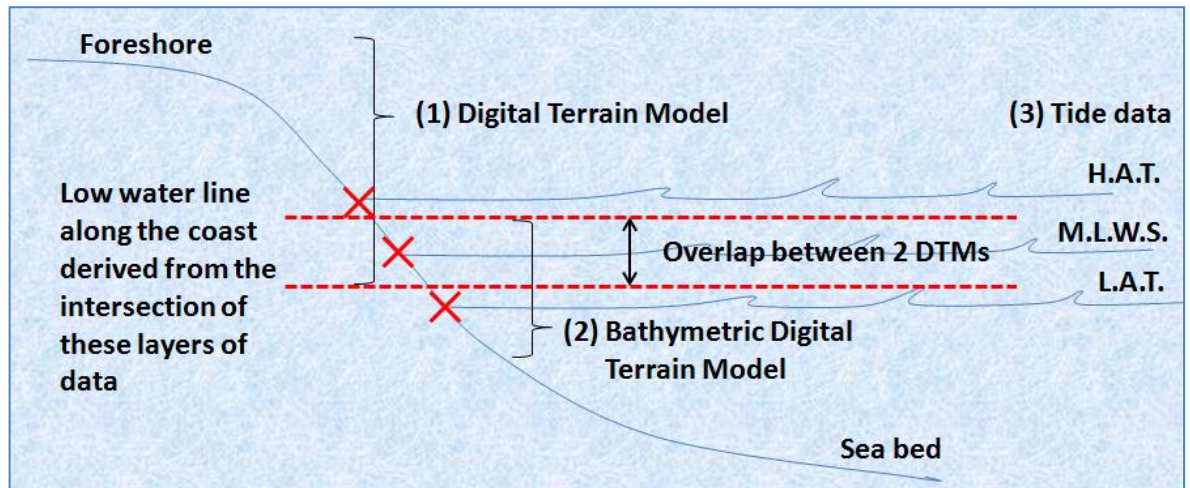 Foreshore
(1) Digital Terrain Model
(3) Tide data
H.A.T.
Low water line
along the coast
derived from the
intersection of
these layers of
data
M.L.W.S.
Overlap between 2 DTMs
L.A.T.
(2) Bathymetric Digital
Terrain Model
Sea bed